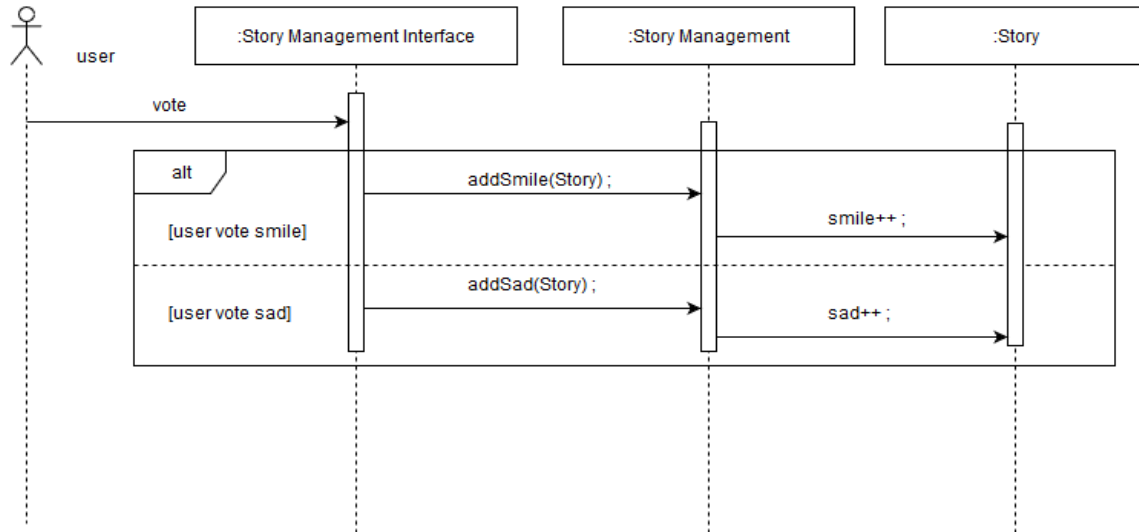 user
:Story Management Interface
:Story Management
:Story
vote
alt
addSmile(Story) ;
[user vote smile]
smile++ ;
addSad(Story) ;
[user vote sad]
sad++ ;